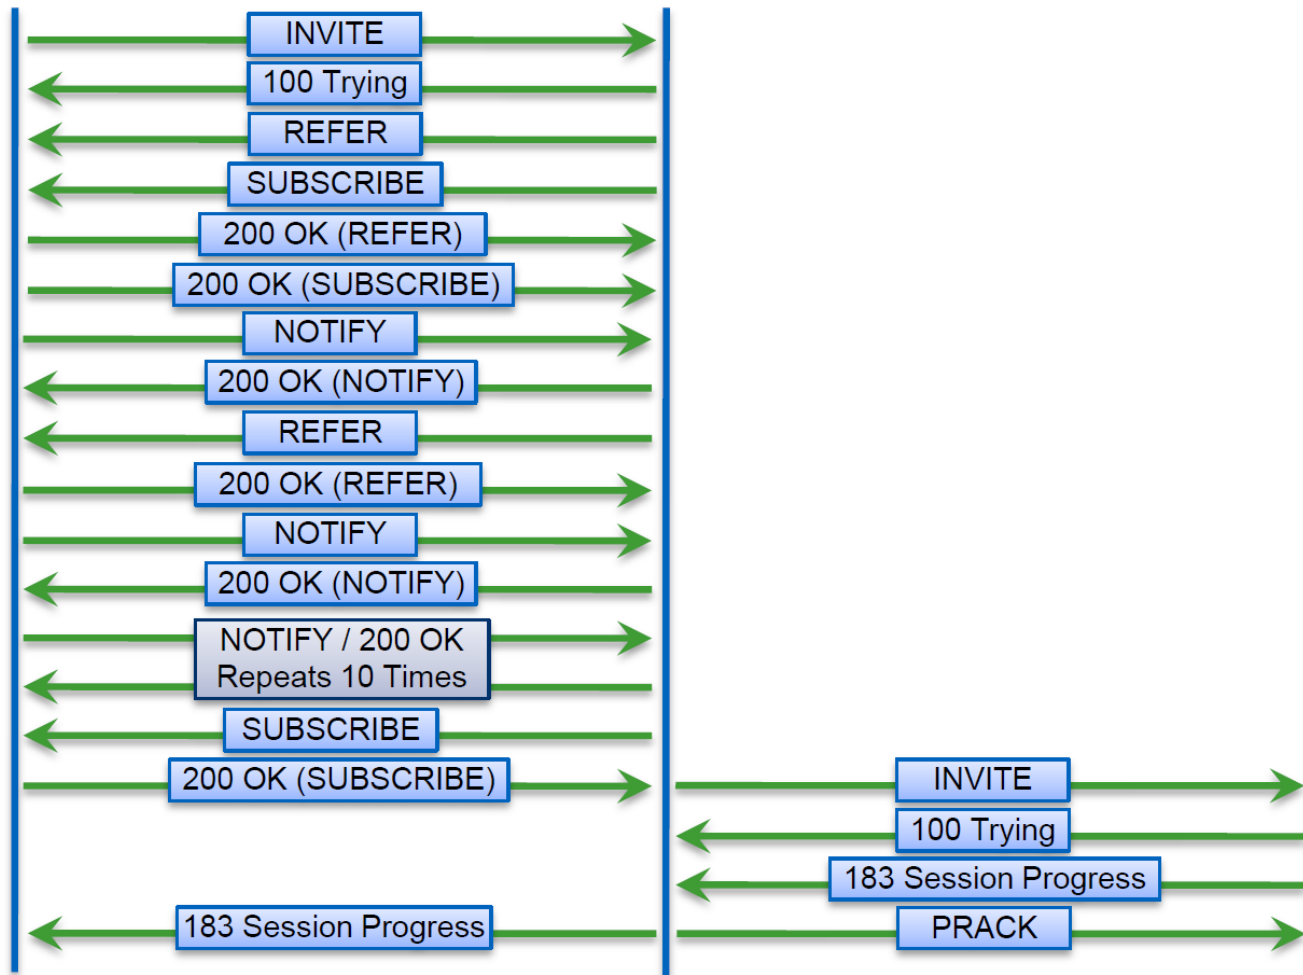 INVITE
100 Trying
REFER
SUBSCRIBE
200 OK (REFER)
200 OK (SUBSCRIBE)
NOTIFY
200 OK (NOTIFY)
REFER
200 OK (REFER)
NOTIFY
200 OK (NOTIFY)
NOTIFY / 200 OK
Repeats 10 Times
SUBSCRIBE
200 OK (SUBSCRIBE)
INVITE
100 Trying
183 Session Progress
183 Session Progress
PRACK